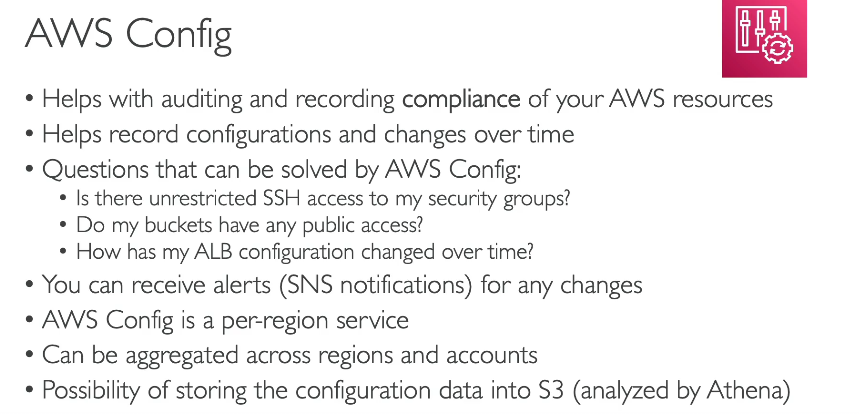 AWS Config
• Helps with auditing and recording compliance of your AWS resources
• Helps record configurations and changes over time
• Questions that can be solved by AWS Config:
• Is there unrestricted SSH access to my security groups?
• Do my buckets have any public access?
• How has my ALB configuration changed over time?
• You can receive alerts (SNS notifications) for any changes
• AWS Config is a per-region service
• Can be aggregated across regions and accounts
• Possibility of storing the configuration data into S3 (analyzed by Athena)